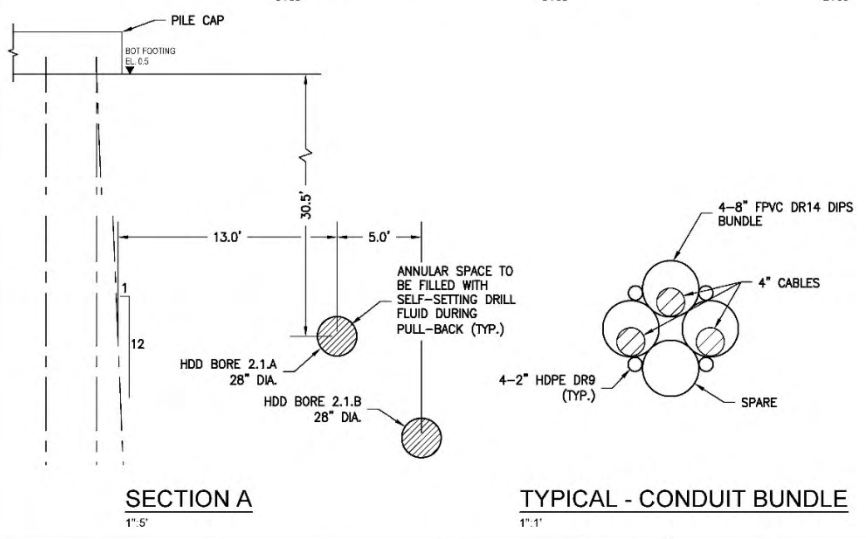 PILE CAP
BOT FOOTING
EL. 0.5
30.5'
13.0'
5.0'
ANNULAR SPACE TO
BE FILLED WITH
SELF-SETTING DRILL
FLUID DURING
PULL-BACK (TYP.)
1
12
HDD BORE 2.1.A
28" DIA.
HDD BORE 2.1.B
28" DIA.
4-8" FPVC DR14 DIPS
BUNDLE
4" CABLES
4-2" HDPE DR9
(TYP.)
SPARE
SECTION A
1":5'
TYPICAL - CONDUIT BUNDLE
1":1'